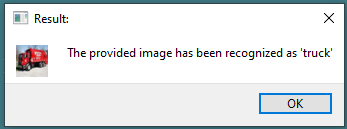 Result:
The provided image has been recognized as 'truck'
OK